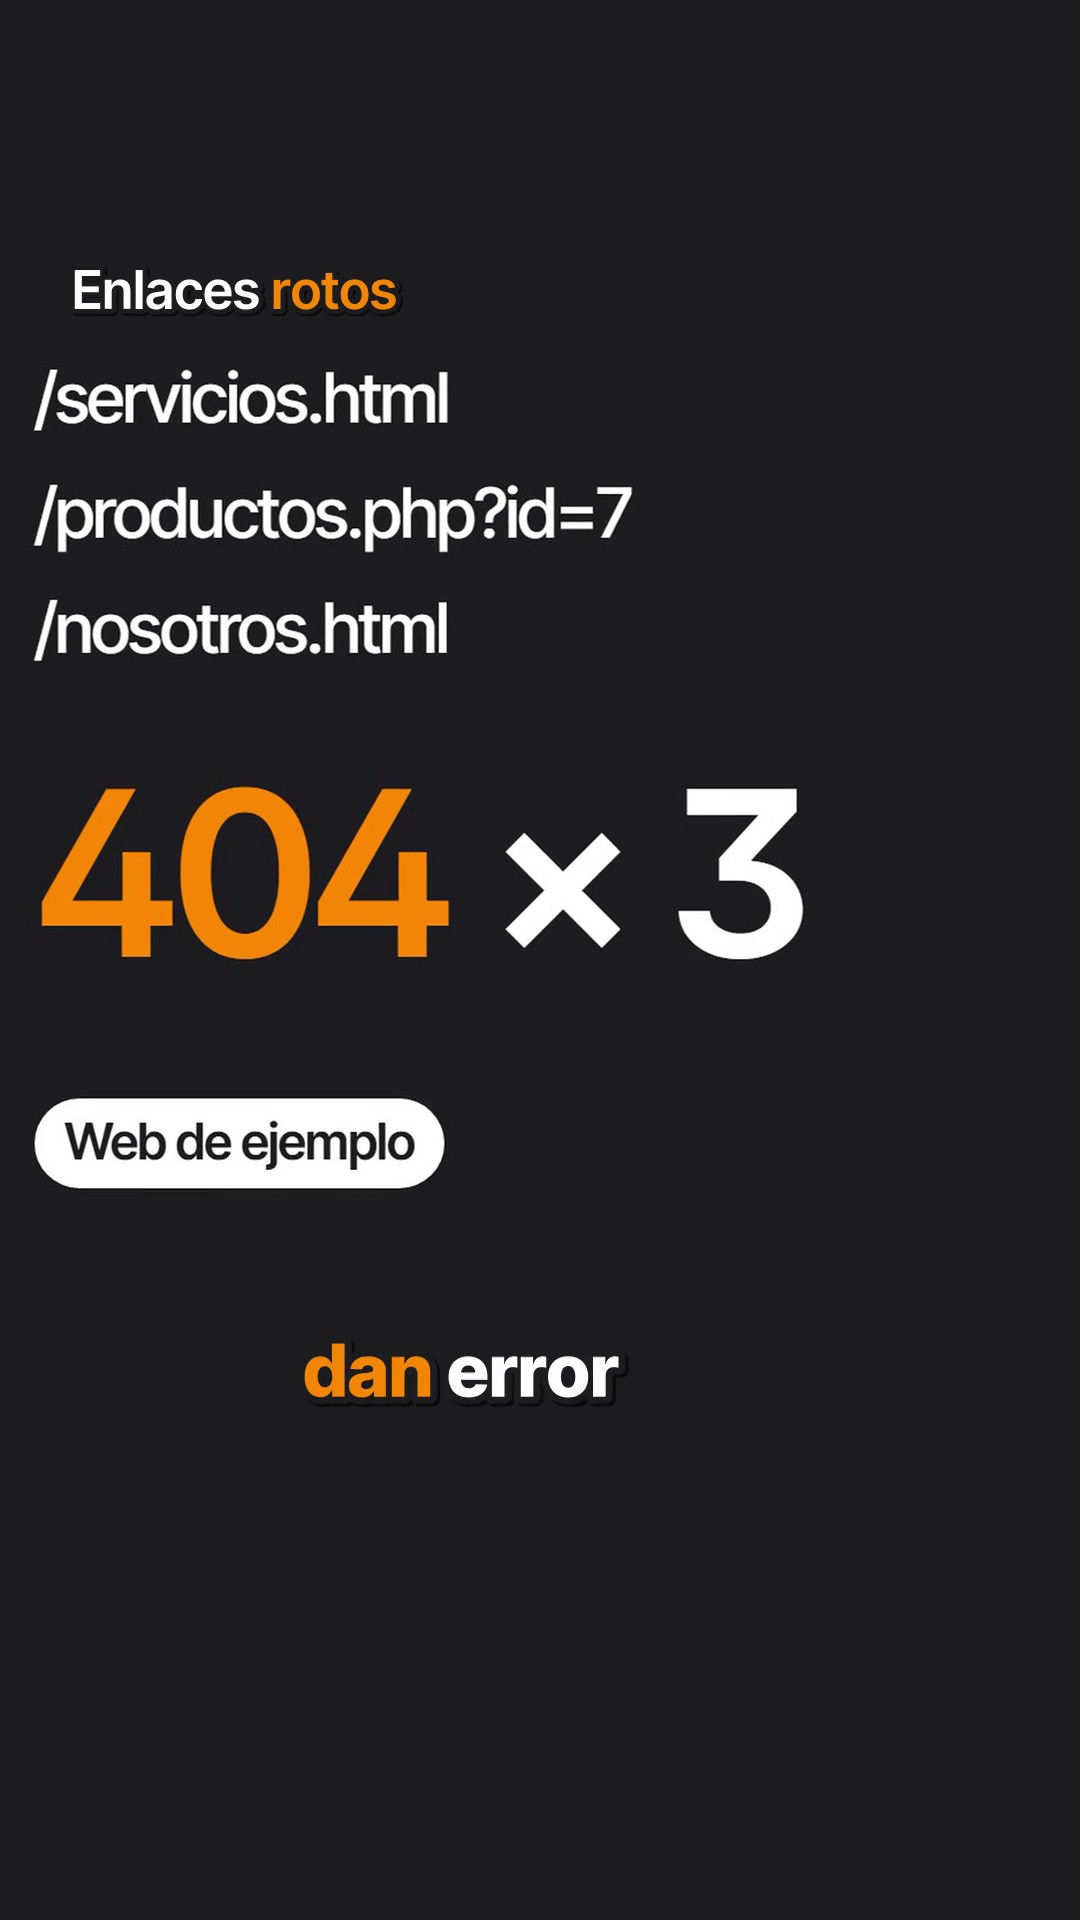 Enlaces rotos
/servicios.html
/productos.php?id=7
/nosotros.html
404 × 3
Web de ejemplo
dan error